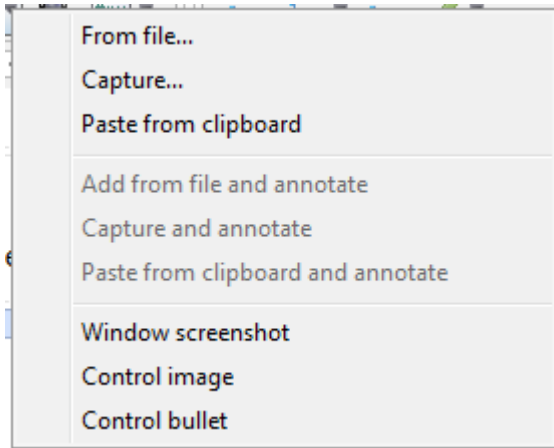 From file...
Capture...
Paste from clipboard
Add from file and annotate
Capture and annotate
Paste from clipboard and annotate
Window screenshot
Control image
Control bullet